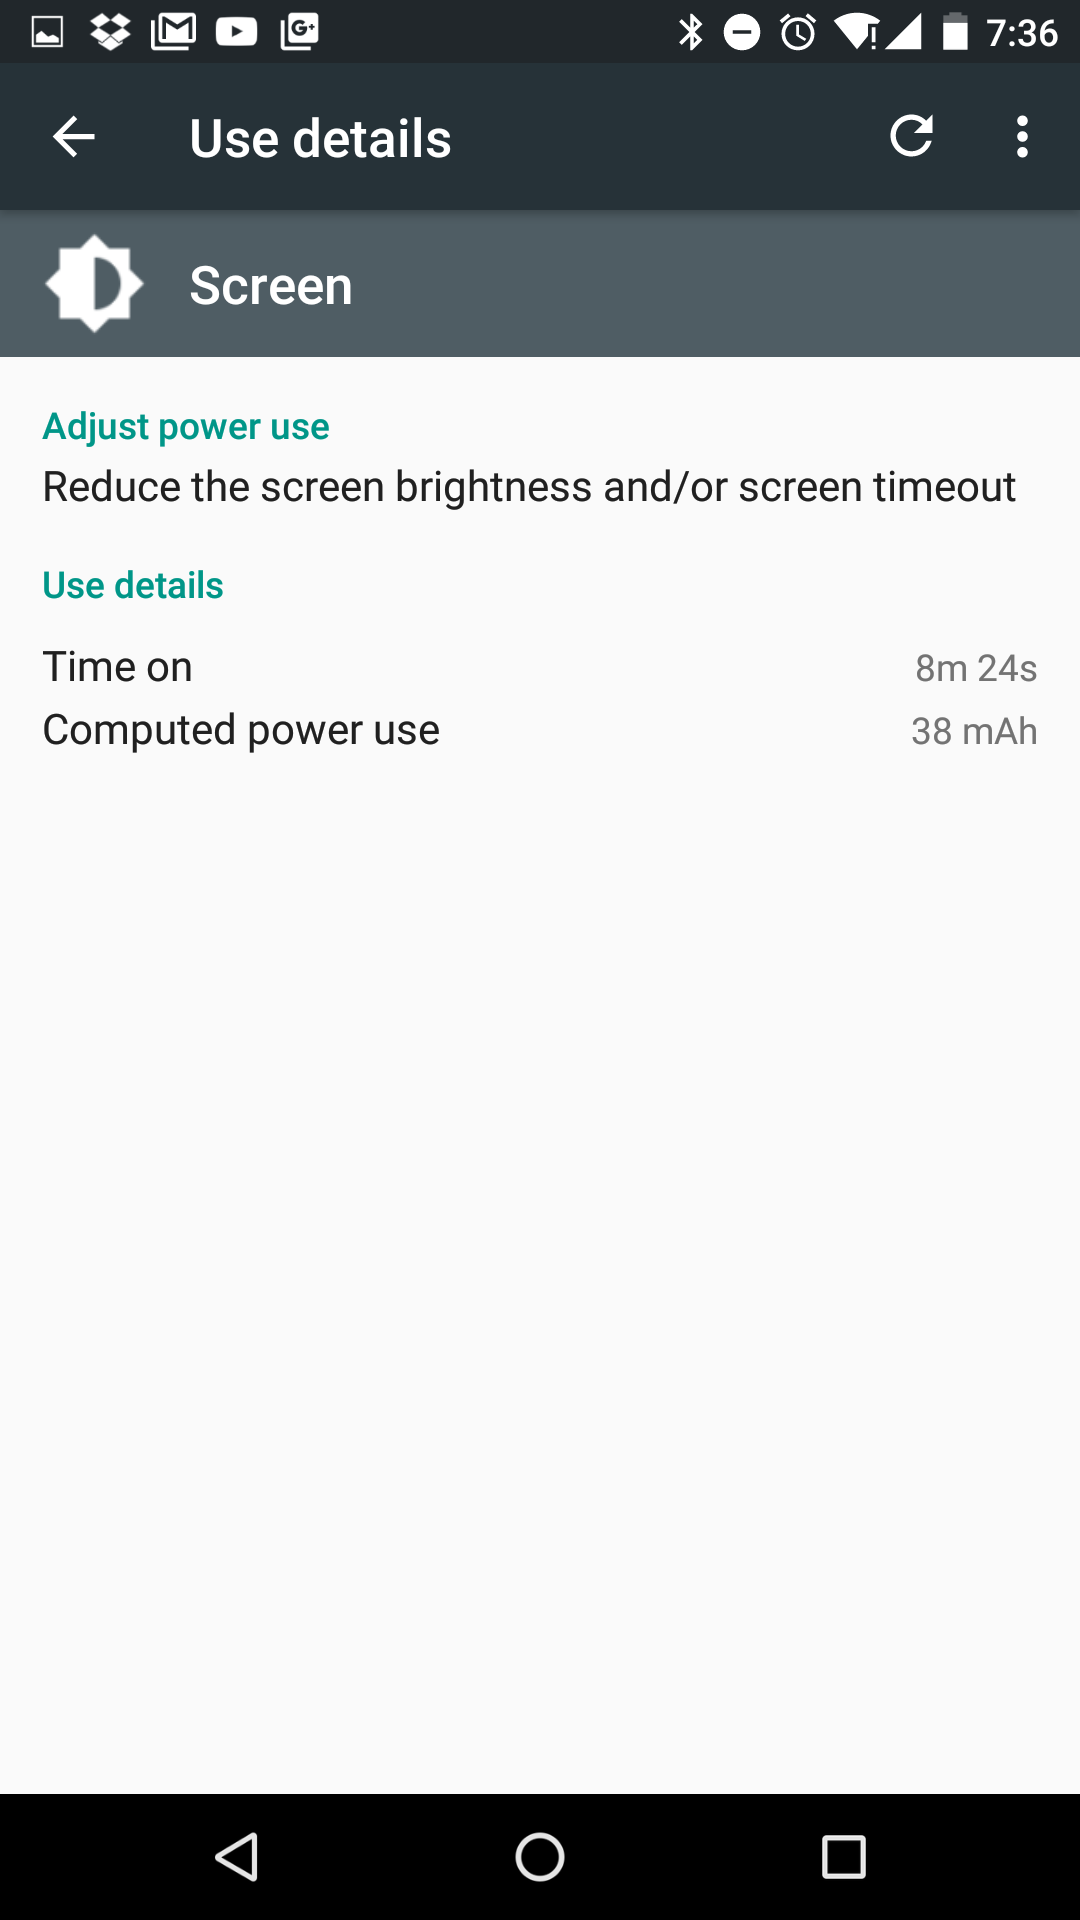 7:36
Use details
Screen
Adjust power use
Reduce the screen brightness and/or screen timeout
Use details
Time on 8m 24s
Computed power use 38 mAh